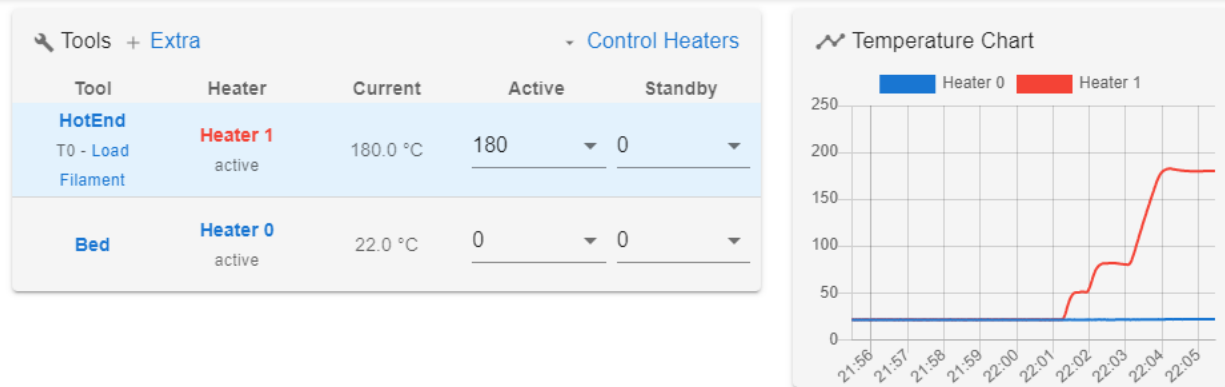 Tools + Extra Control Heaters
Tool Heater Current Active Standby
HotEnd
T0 - Load
Filament
Heater 1
active
180.0 °C
180
0
Bed
Heater 0
active
22.0 °C
0
0
Temperature Chart
Heater 0 Heater 1
250
200
150
100
50
0
21:56 21:57 21:58 21:59 22:00 22:01 22:02 22:03 22:04 22:05